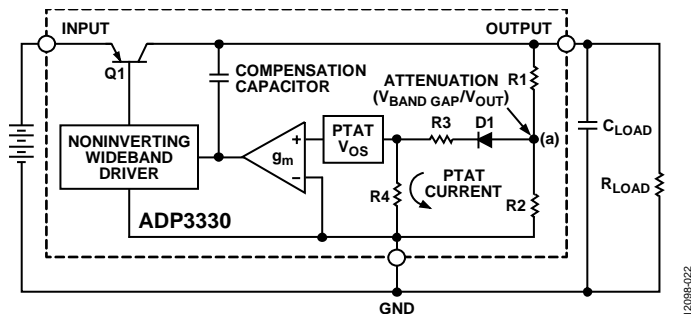 INPUT
OUTPUT
Q1
COMPENSATION
CAPACITOR
ATTENUATION
(VBAND GAP/VOUT)
R1
R3
D1
(a)
CLOAD
NONINVERTING
WIDEBAND
DRIVER
gm
+
−
PTAT
VOS
R4
PTAT
CURRENT
R2
RLOAD
ADP3330
GND
12098-022